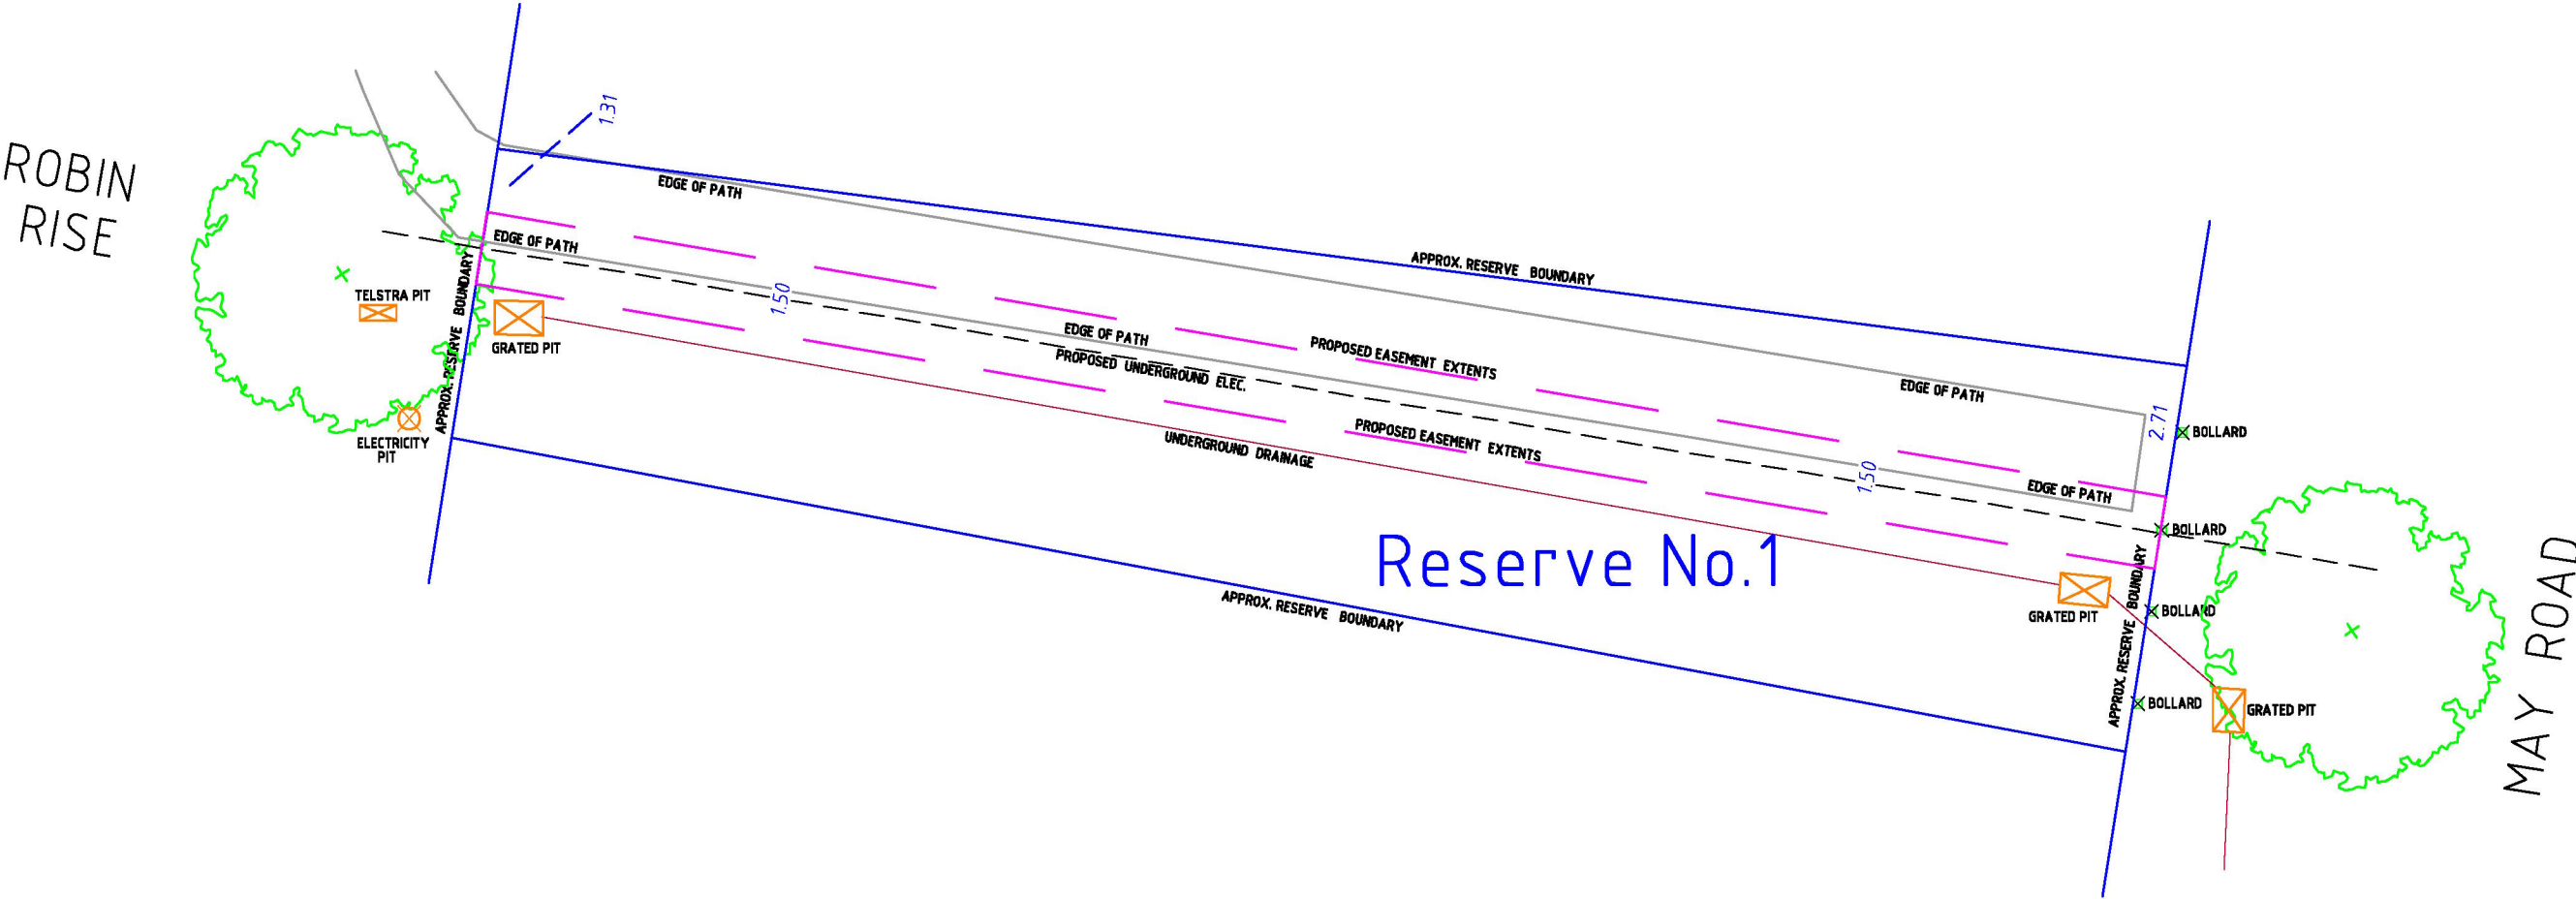 ROBIN
RISE
1.31
EDGE OF PATH
EDGE OF PATH
APPROX. RESERVE BOUNDARY
TELSTRA PIT
GRATED PIT
ELECTRICITY
PIT
APPROX. RESERVE BOUNDARY
1.50
EDGE OF PATH
PROPOSED UNDERGROUND ELEC.
PROPOSED EASEMENT EXTENTS
PROPOSED EASEMENT EXTENTS
UNDERGROUND DRAINAGE
APPROX. RESERVE BOUNDARY
EDGE OF PATH
2.71
BOLLARD
1.50
EDGE OF PATH
BOLLARD
Reserve No.1
GRATED PIT
APPROX. RESERVE BOUNDARY
BOLLARD
BOLLARD
GRATED PIT
APPROX. RESERVE BOUNDARY
MAY ROAD